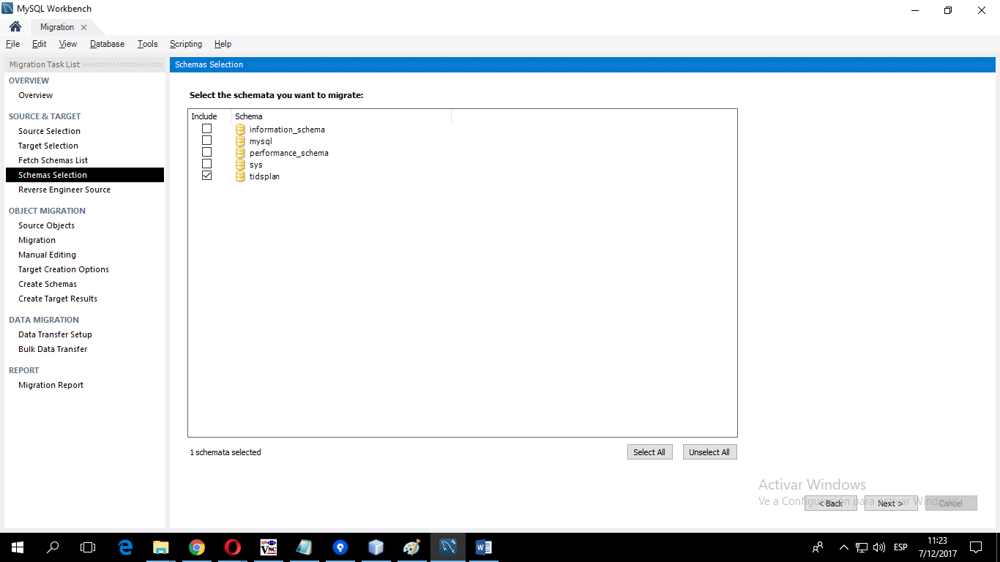 MySQL Workbench
Migration
File Edit View Database Tools Scripting Help
Migration Task List
OVERVIEW
Overview
SOURCE & TARGET
Source Selection
Target Selection
Fetch Schemas List
Schemas Selection
Reverse Engineer Source
OBJECT MIGRATION
Source Objects
Migration
Manual Editing
Target Creation Options
Create Schemas
Create Target Results
DATA MIGRATION
Data Transfer Setup
Bulk Data Transfer
REPORT
Migration Report
Schemas Selection
Select the schemata you want to migrate:
Include Schema
information_schema
mysql
performance_schema
sys
tidsplan
1 schemata selected
Select All Unselect All
Activar Windows
Ve a Configuración para activar Windows.
< Back Next > Cancel
VNC
ESP
11:23
7/12/2017